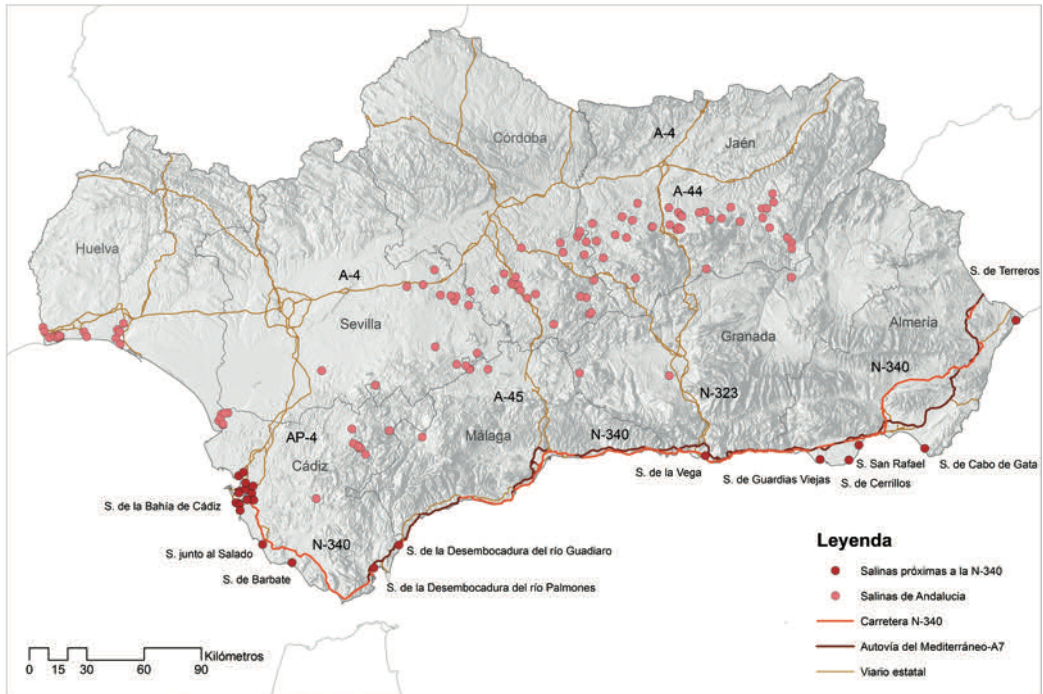 Córdoba
A-4
Jaén
A-44
Huelva
A-4
S. de Terreros
Sevilla
Granada
Almería
N-340
A-45
N-323
AP-4
Málaga
N-340
Cádiz
S. San Rafael
S. de Cabo de Gata
S. de la Vega
S. de Guardias Viejas
S. de Cerrillos
S. de la Bahía de Cádiz
N-340
S. junto al Salado
S. de la Desembocadura del río Guadiaro
S. de Barbate
S. de la Desembocadura del río Palmones
Leyenda
Salinas próximas a la N-340
Salinas de Andalucia
Carretera N-340
Autovía del Mediterráneo-A7
Viario estatal
Kilómetros
0 15 30 60 90